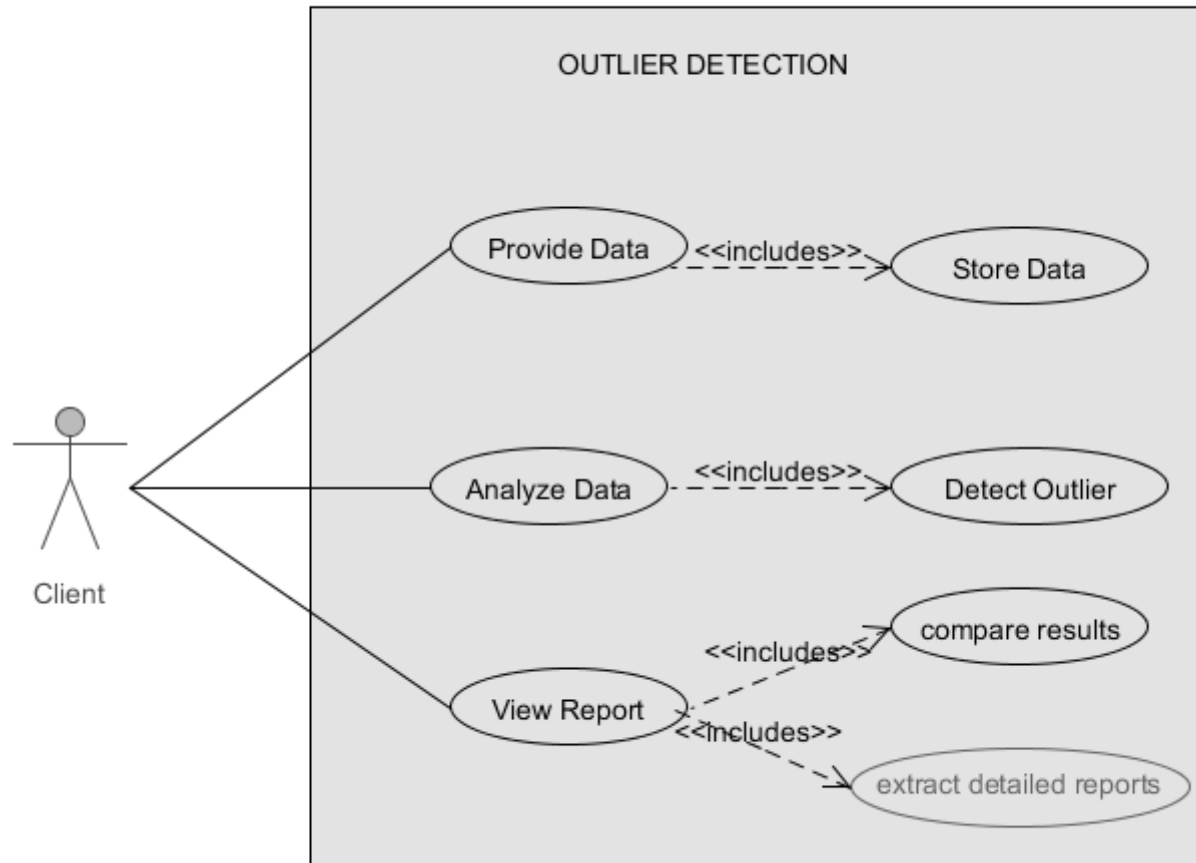 OUTLIER DETECTION
Provide Data
<<includes>>
Store Data
Analyze Data
<<includes>>
Detect Outlier
Client
compare results
<<includes>>
View Report
<<includes>>
extract detailed reports